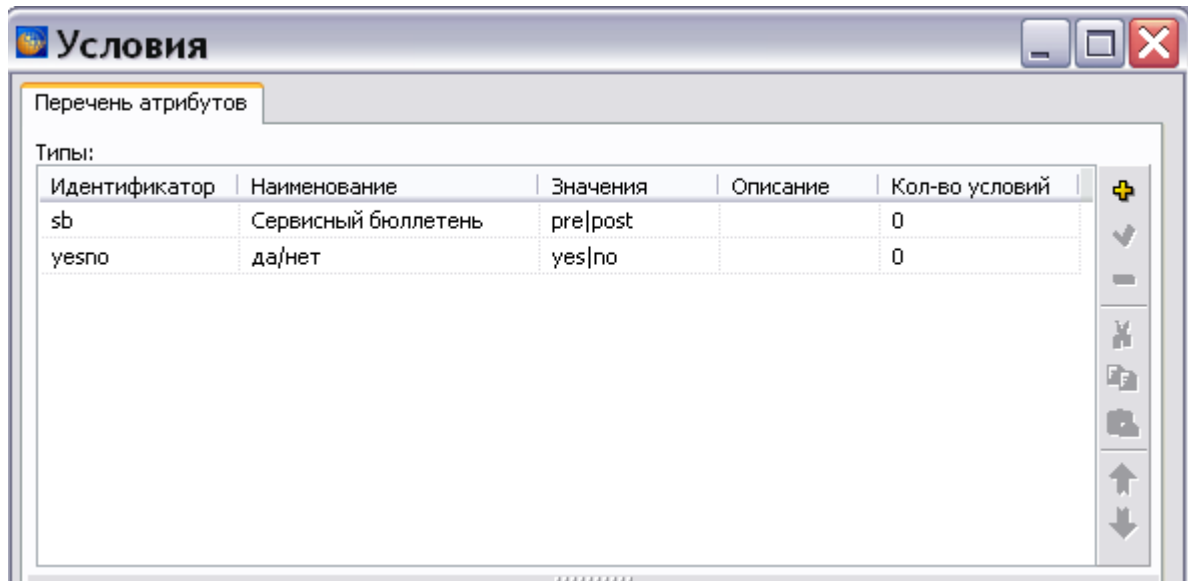 Условия
Перечень атрибутов
Типы:
Идентификатор Наименование Значения Описание Кол-во условий
sb Сервисный бюллетень pre|post 0
yesno да/нет yes|no 0